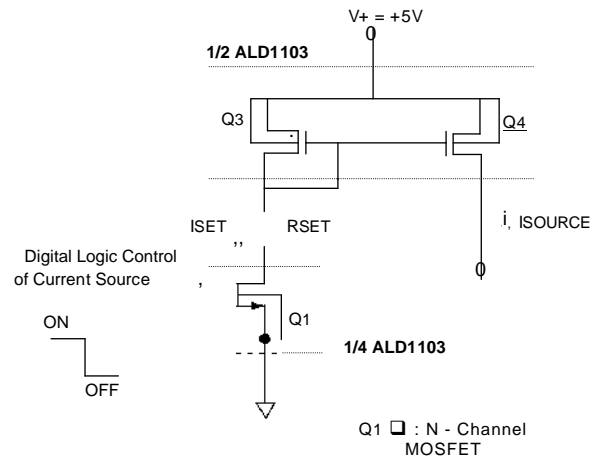 V+ = +5V
1/2 ALD1103
Q3
Q4
ISET
RSET
ISOURCE
Digital Logic Control
of Current Source
ON
OFF
Q1
1/4 ALD1103
Q1 ❑ : N - Channel
MOSFET